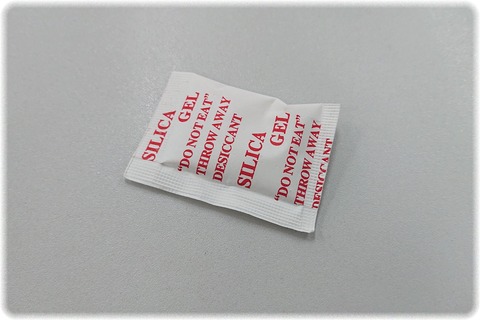 SILICA GEL
"DO NOT EAT"
THROW AWAY
DESICCANT
SILICA GEL
"DO NOT EAT"
THROW AWAY
DESICCANT